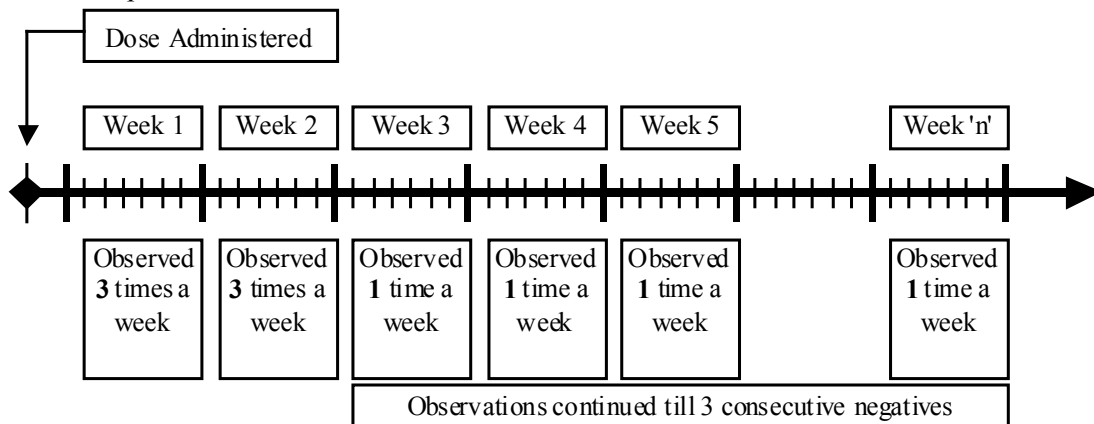 Dose Administered
Week 1 Week 2 Week 3 Week 4 Week 5 Week 'n'
Observed Observed Observed Observed Observed Observed
3 times a 3 times a 1 time a 1 time a 1 time a 1 time a
week week week week week week
Observations continued till 3 consecutive negatives